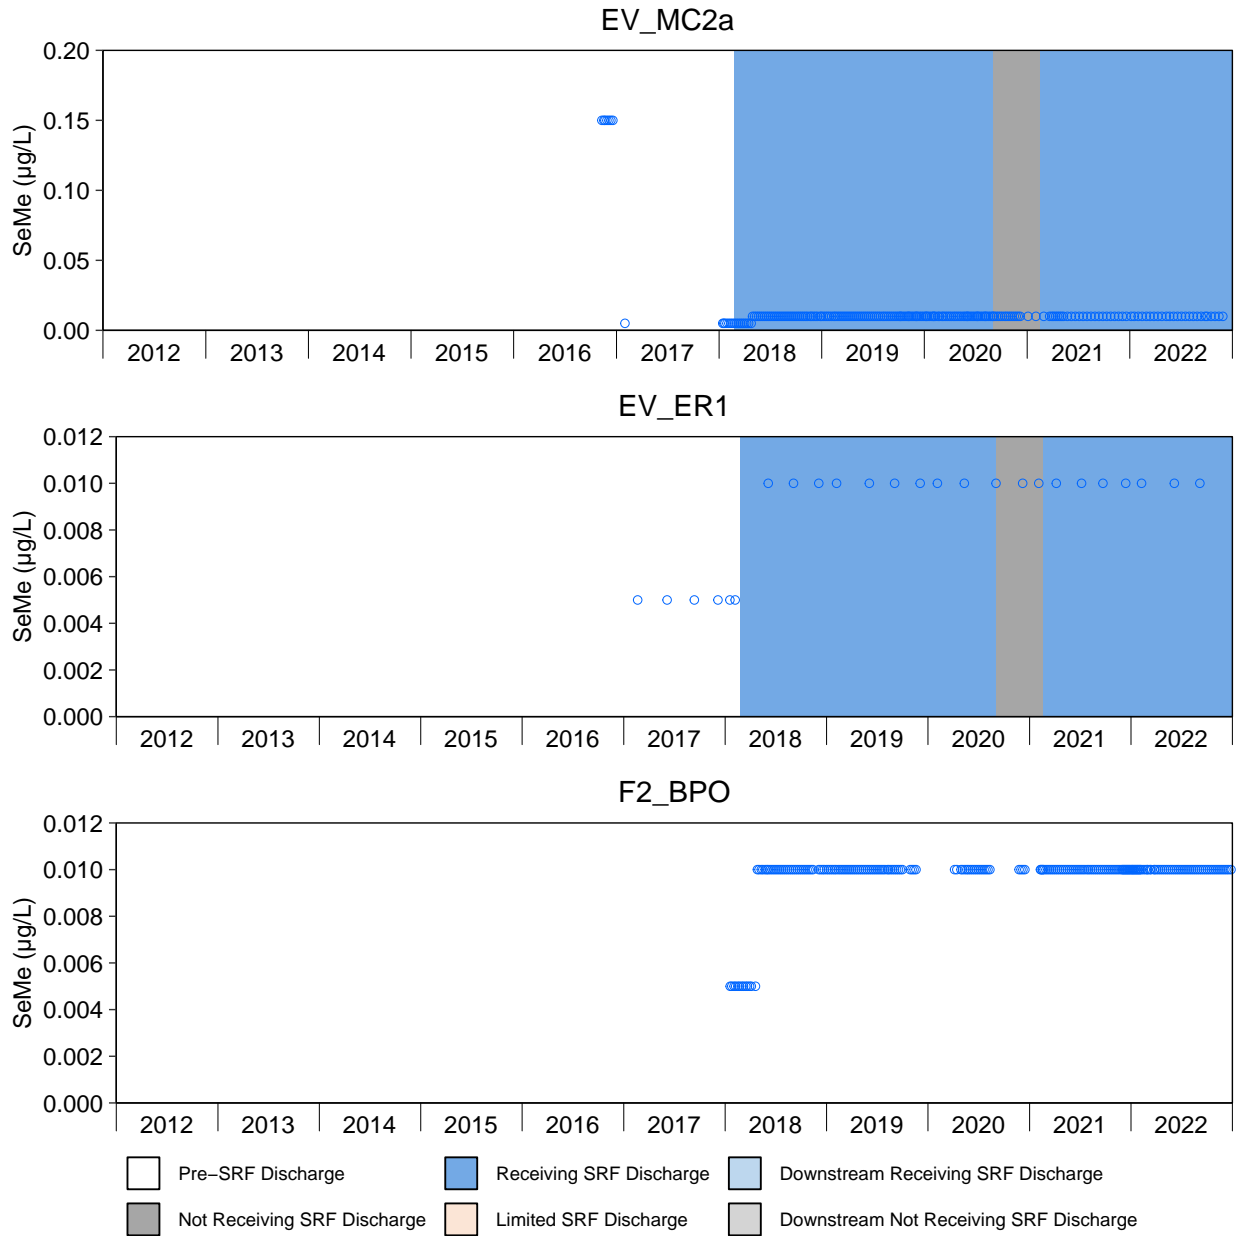 EV_MC2a
SeMe (µg/L)
0.20
0.15
0.10
0.05
0.00
2012 2013 2014 2015 2016 2017 2018 2019 2020 2021 2022
EV_ER1
SeMe (µg/L)
0.012
0.010
0.008
0.006
0.004
0.002
0.000
2012 2013 2014 2015 2016 2017 2018 2019 2020 2021 2022
F2_BPO
SeMe (µg/L)
0.012
0.010
0.008
0.006
0.004
0.002
0.000
2012 2013 2014 2015 2016 2017 2018 2019 2020 2021 2022
Pre−SRF Discharge Receiving SRF Discharge Downstream Receiving SRF Discharge
Not Receiving SRF Discharge Limited SRF Discharge Downstream Not Receiving SRF Discharge